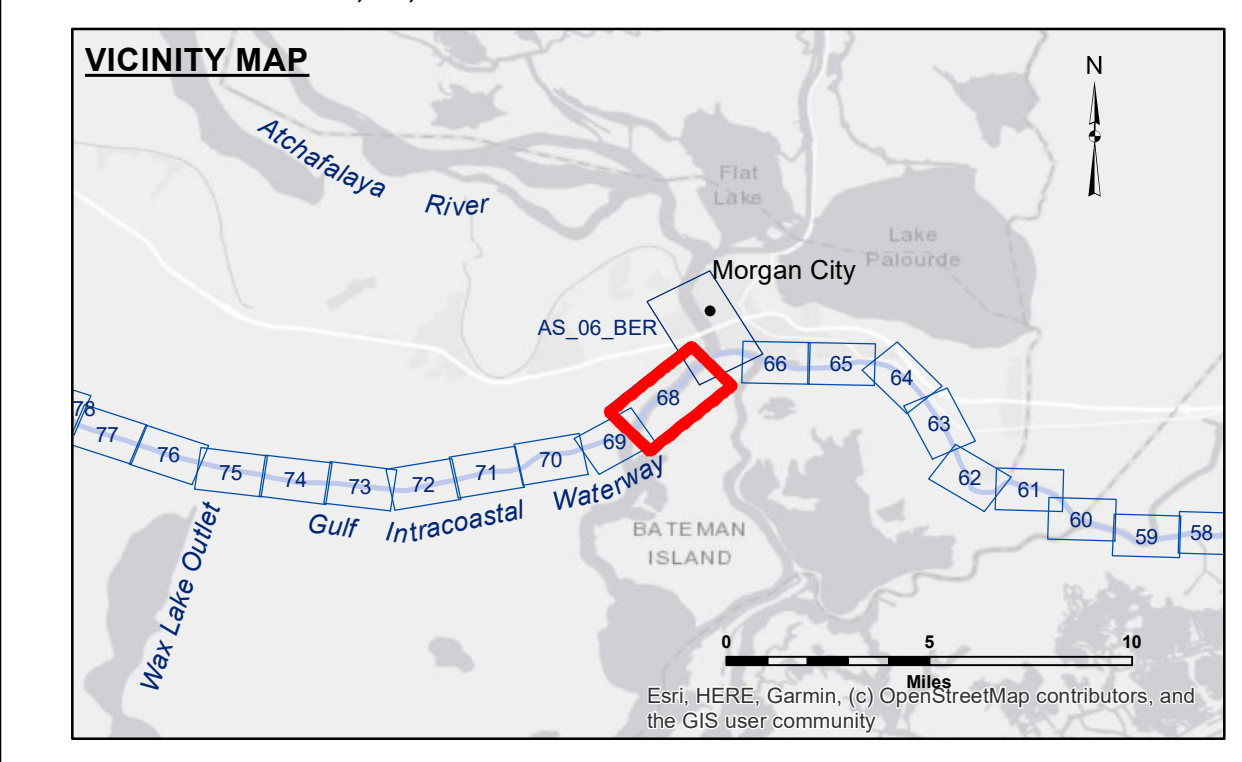 VICINITY MAP
N
Atchafalaya River
Flat
Lake
Lake
Palourde
Morgan City
AS_06_BER
66
65
64
68
63
78
77
76
75
74
73
72
71
70
69
62
61
60
59
58
Gulf Intracoastal Waterway
Wax Lake Outlet
BATEMAN
ISLAND
0 5 10
Miles
Esri, HERE, Garmin, (c) OpenStreetMap contributors, and
the GIS user community